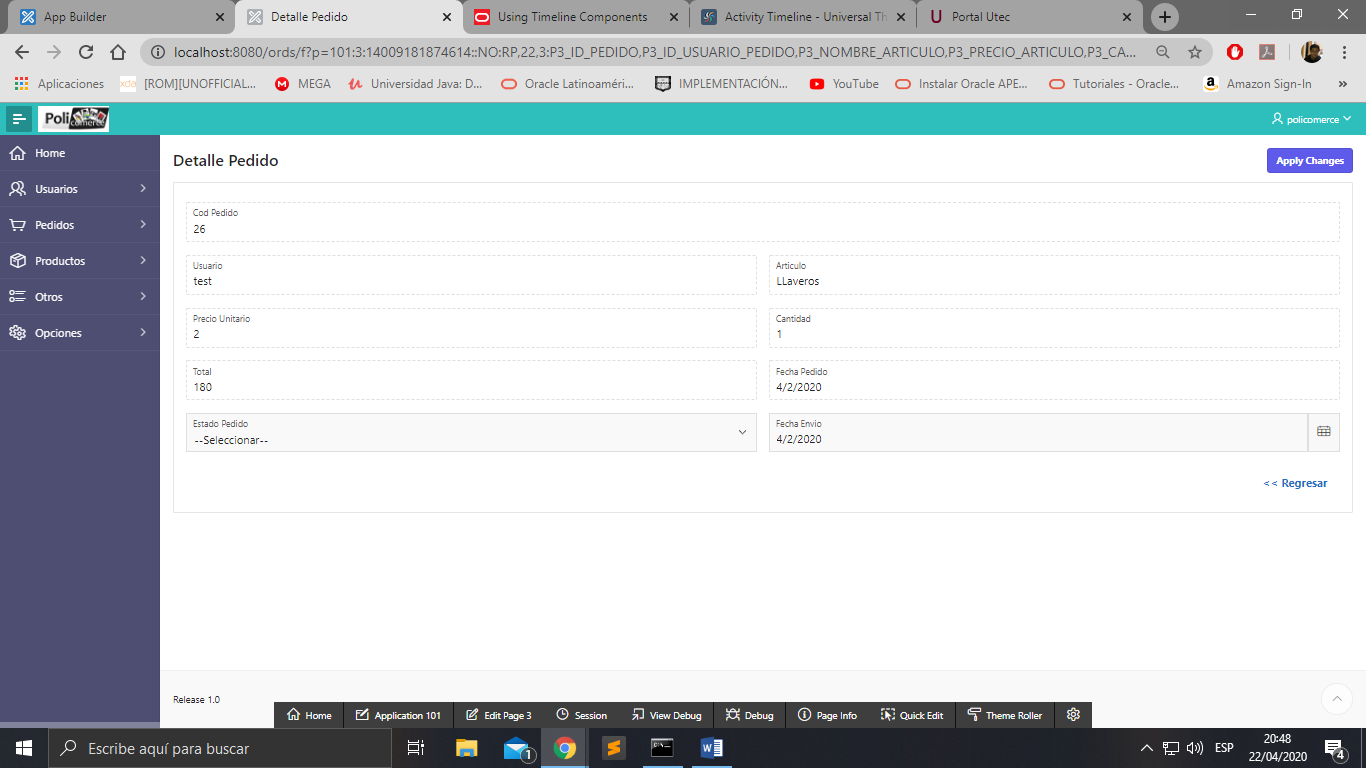 App Builder
Detalle Pedido
Using Timeline Components
Activity Timeline - Universal Th
Portal Utec
localhost:8080/ords/f?p=101:3:14009181874614::NO:RP,22,3:P3_ID_PEDIDO,P3_ID_USUARIO_PEDIDO,P3_NOMBRE_ARTICULO,P3_PRECIO_ARTICULO,P3_CA...
Aplicaciones
[ROM][UNOFFICIAL...
MEGA
Universidad Java: D...
Oracle Latinoaméri...
IMPLEMENTACIÓN...
YouTube
Instalar Oracle APE...
Tutoriales - Oracle...
Amazon Sign-In
»
Policomerce
policomerce
Home
Usuarios
Pedidos
Productos
Otros
Opciones
Detalle Pedido
Apply Changes
Cod Pedido
26
Usuario
test
Articulo
LLaveros
Precio Unitario
2
Cantidad
1
Total
180
Fecha Pedido
4/2/2020
Estado Pedido
--Seleccionar--
Fecha Envio
4/2/2020
<< Regresar
Release 1.0
Home
Application 101
Edit Page 3
Session
View Debug
Debug
Page Info
Quick Edit
Theme Roller
Escribe aquí para buscar
1
ESP
20:48
22/04/2020
4